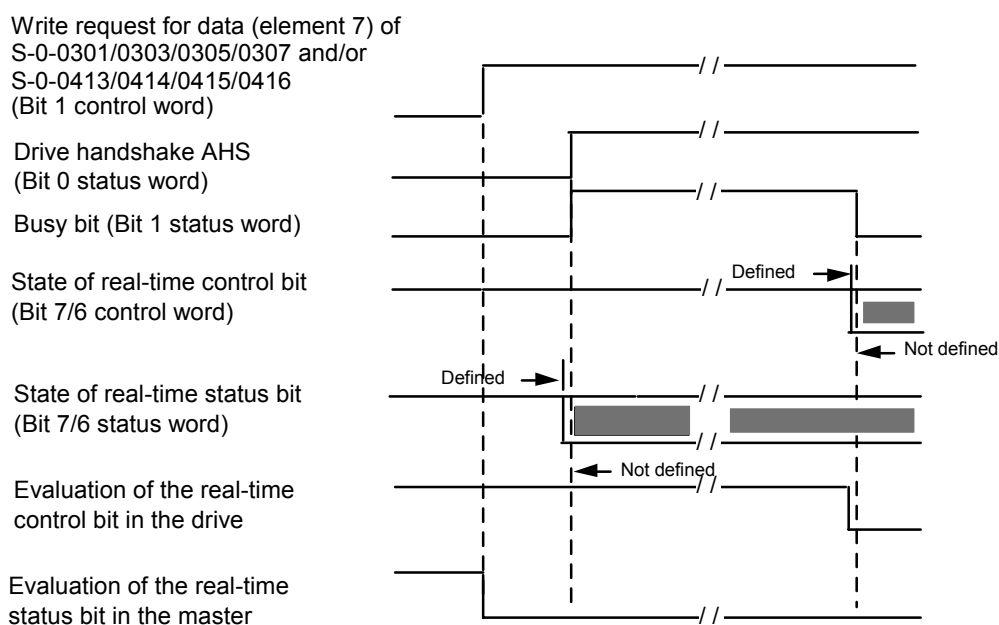 Write request for data (element 7) of
S-0-0301/0303/0305/0307 and/or
S-0-0413/0414/0415/0416
(Bit 1 control word)
Drive handshake AHS
(Bit 0 status word)
Busy bit (Bit 1 status word)
State of real-time control bit
(Bit 7/6 control word)
Defined
Not defined
State of real-time status bit
(Bit 7/6 status word)
Defined
Not defined
Evaluation of the real-time
control bit in the drive
Evaluation of the real-time
status bit in the master